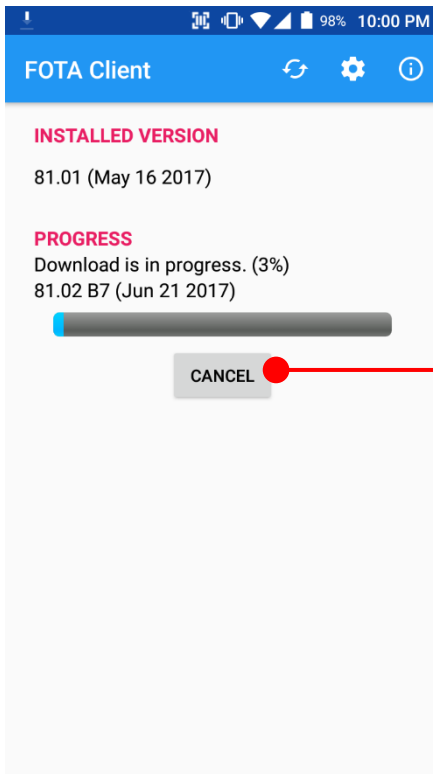 98% 10:00 PM
FOTA Client
INSTALLED VERSION
81.01 (May 16 2017)
PROGRESS
Download is in progress. (3%)
81.02 B7 (Jun 21 2017)
CANCEL